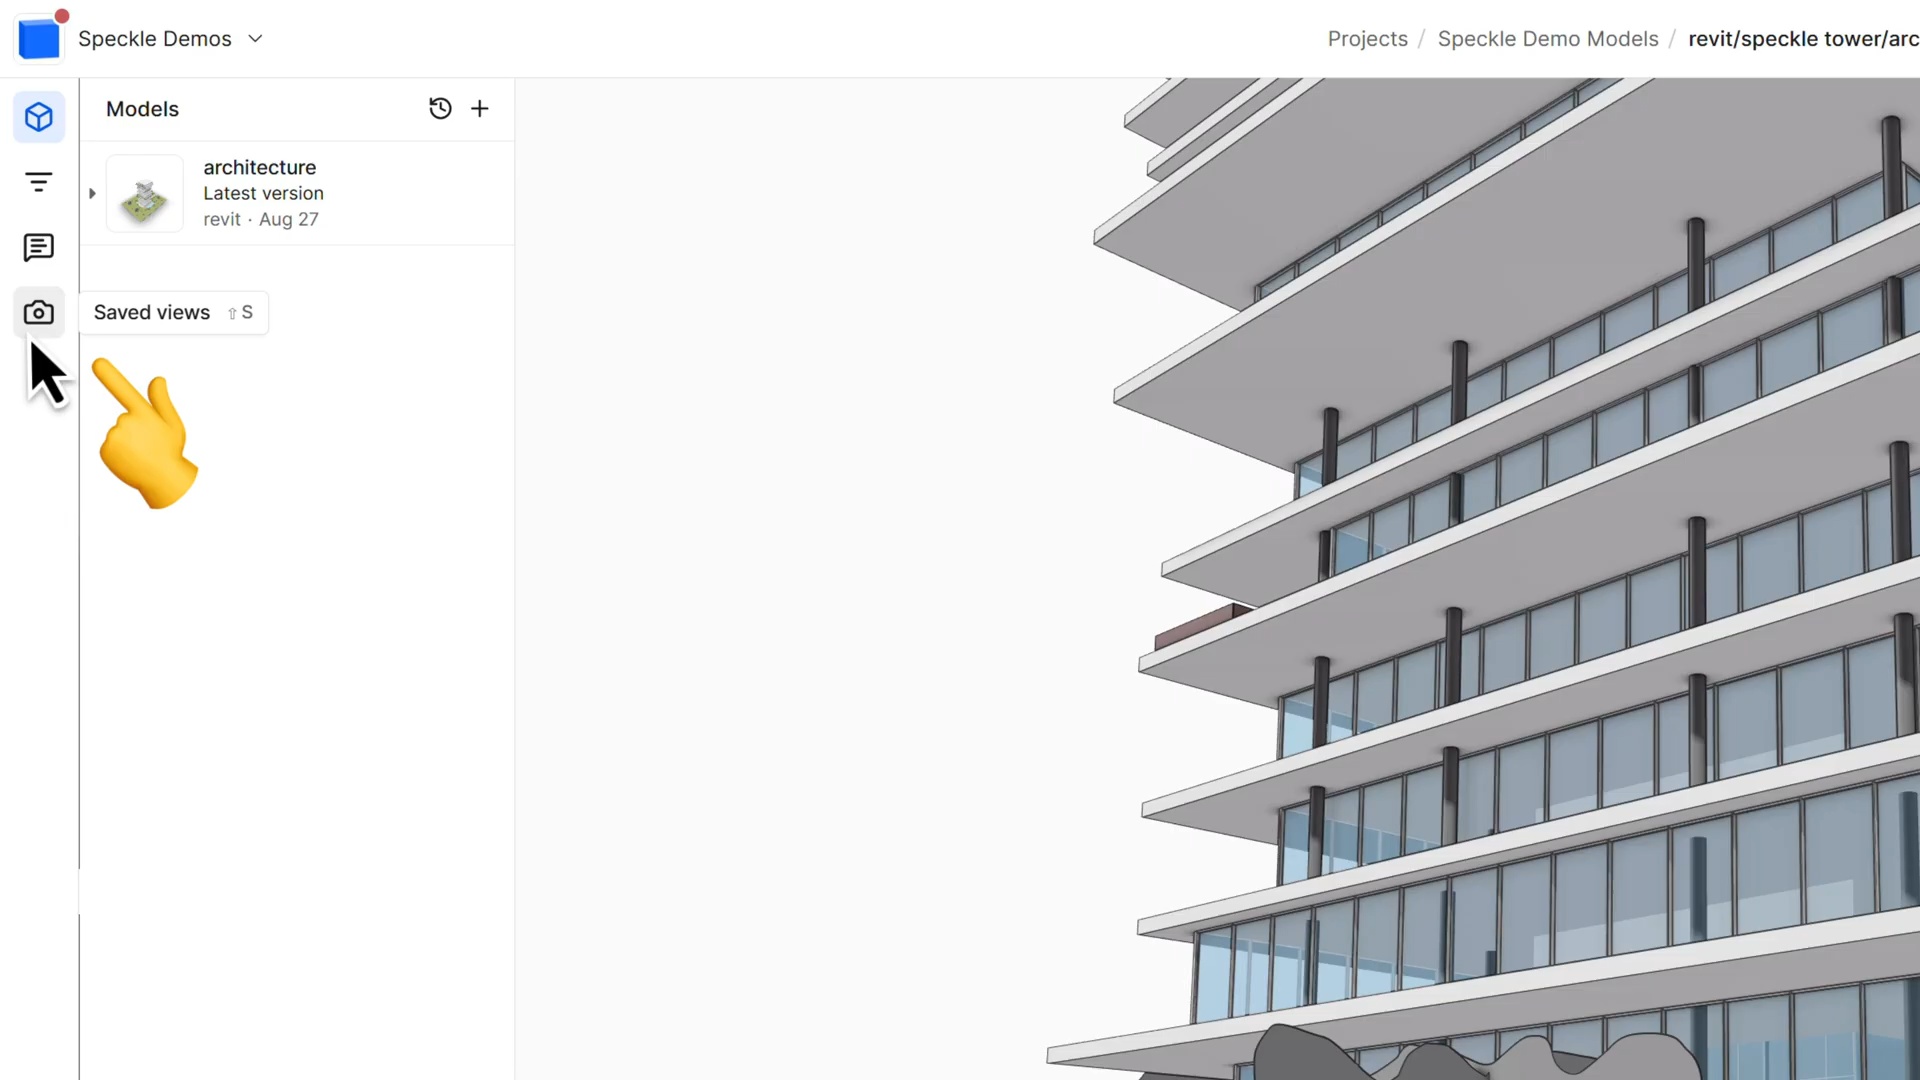 Speckle Demos
Projects / Speckle Demo Models / revit/speckle tower/arc
Models
architecture
Latest version
revit · Aug 27
Saved views ⇧ S